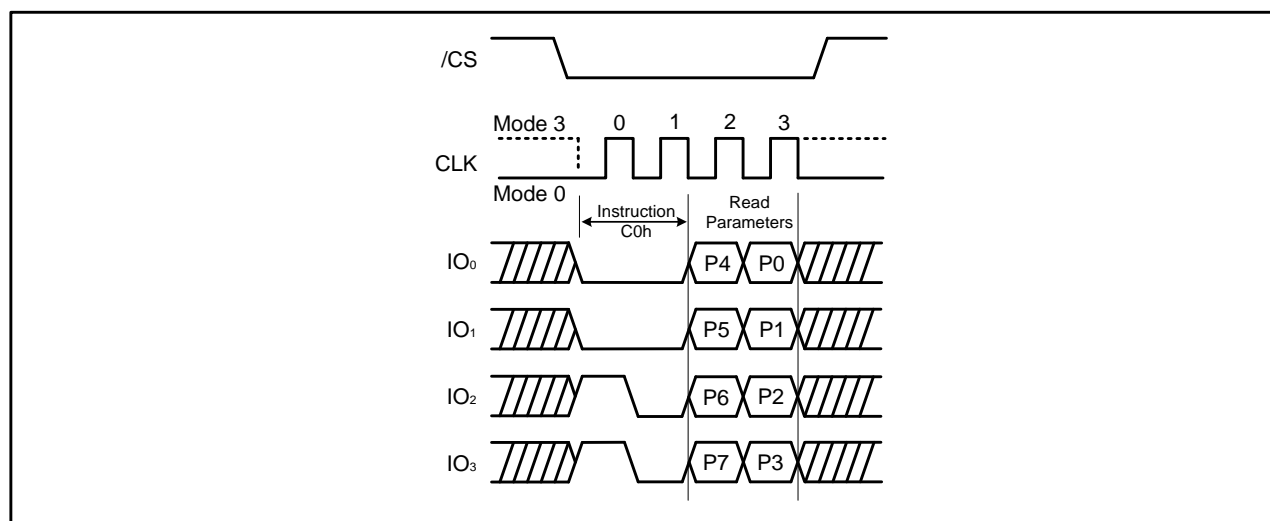 /CS
Mode 3 0 1 2 3
CLK
Mode 0
Instruction
C0h
Read
Parameters
IO₀ P4 P0
IO₁ P5 P1
IO₂ P6 P2
IO₃ P7 P3